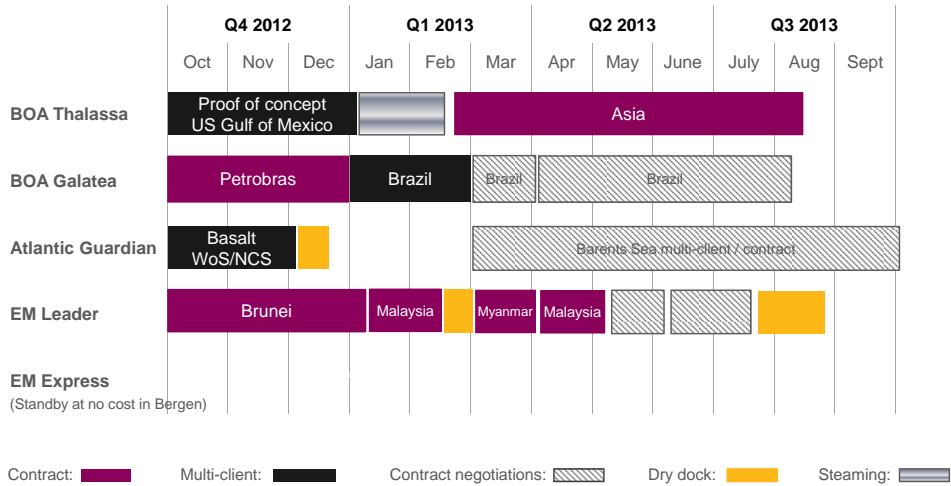 Q4 2012 Q1 2013 Q2 2013 Q3 2013
Oct Nov Dec Jan Feb Mar Apr May June July Aug Sept
BOA Thalassa
Proof of concept
US Gulf of Mexico
Asia
BOA Galatea
Petrobras Brazil Brazil Brazil
Atlantic Guardian
Basalt
WoS/NCS
Barents Sea multi-client / contract
EM Leader
Brunei Malaysia Myanmar Malaysia
EM Express
(Standby at no cost in Bergen)
Contract: Multi-client: Contract negotiations: Dry dock: Steaming: